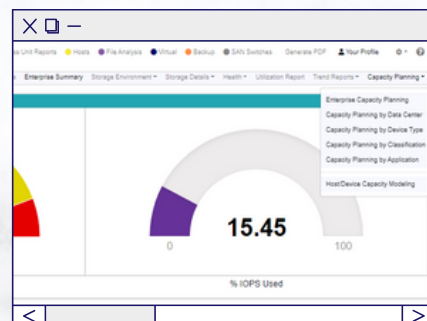 ss Unit Reports Hosts File Analysis Virtual Backup SAN Switches Generate PDF Your Profile
Enterprise Summary Storage Environment Storage Details Health Utilization Report Trend Reports Capacity Planning
Enterprise Capacity Planning
Capacity Planning by Data Center
Capacity Planning by Device Type
Capacity Planning by Classification
Capacity Planning by Application
Host/Device Capacity Modeling
15.45
0 100
% IOPS Used